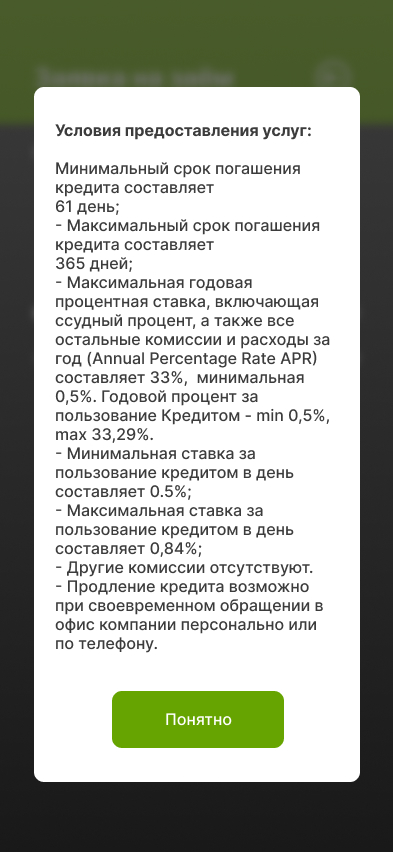 Условия предоставления услуг:
Минимальный срок погашения
кредита составляет
61 день;
- Максимальный срок погашения
кредита составляет
365 дней;
- Максимальная годовая
процентная ставка, включающая
ссудный процент, а также все
остальные комиссии и расходы за
год (Annual Percentage Rate APR)
составляет 33%,  минимальная
0,5%. Годовой процент за
пользование Кредитом - min 0,5%,
max 33,29%.
- Минимальная ставка за
пользование кредитом в день
составляет 0.5%;
- Максимальная ставка за
пользование кредитом в день
составляет 0,84%;
- Другие комиссии отсутствуют.
- Продление кредита возможно
при своевременном обращении в
офис компании персонально или
по телефону.
Понятно